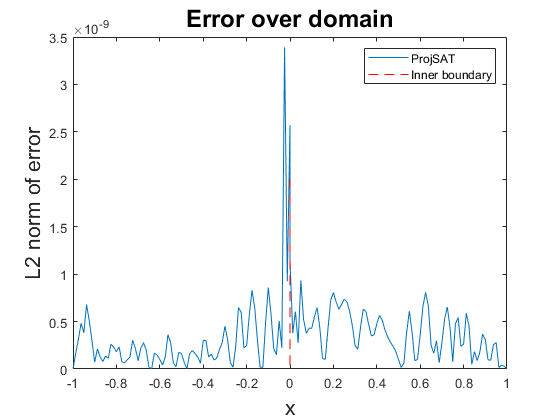 Error over domain
×10⁻⁹
3.5
3
2.5
2
1.5
1
0.5
0
L2 norm of error
ProjSAT
Inner boundary
-1 -0.8 -0.6 -0.4 -0.2 0 0.2 0.4 0.6 0.8 1
x